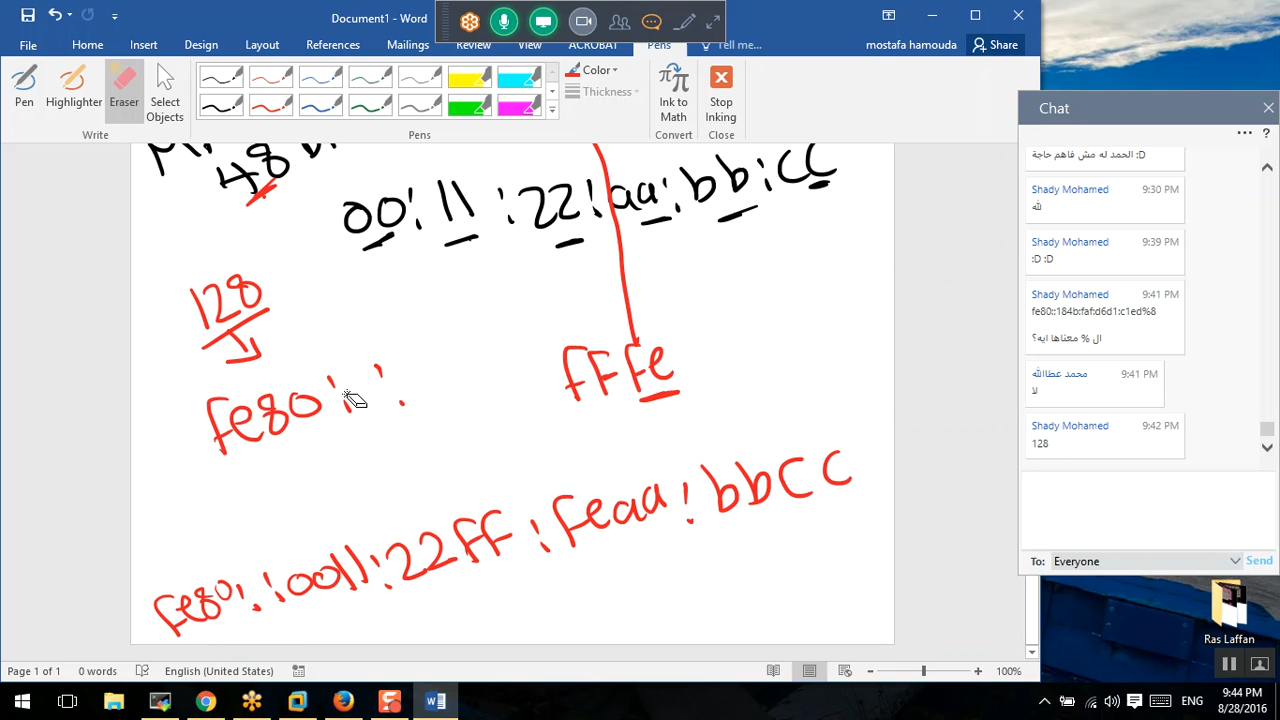 Document1 - Word
File
Home
Insert
Design
Layout
References
Mailings
Review
View
ACROBAT
Pens
Tell me...
mostafa hamouda
Share
Pen
Highlighter
Eraser
Select Objects
Color
Thickness
Ink to Math
Stop Inking
Write
Pens
Convert
Close
48
00:11:22:aa:bb:cc
128
fffe
fe80::
fe80::0011:22ff:feaa:bbcc
Chat
الحمد له مش فاهم حاجة :D
Shady Mohamed 9:30 PM
لله
Shady Mohamed 9:39 PM
:D :D
Shady Mohamed 9:41 PM
fe80::184b:faf:d6d1:c1ed%8
ال % معناها ايه؟
محمد عطاالله 9:41 PM
لا
Shady Mohamed 9:42 PM
128
To: Everyone Send
Ras Laffan
Page 1 of 1 0 words English (United States) 100%
ENG
9:44 PM
8/28/2016